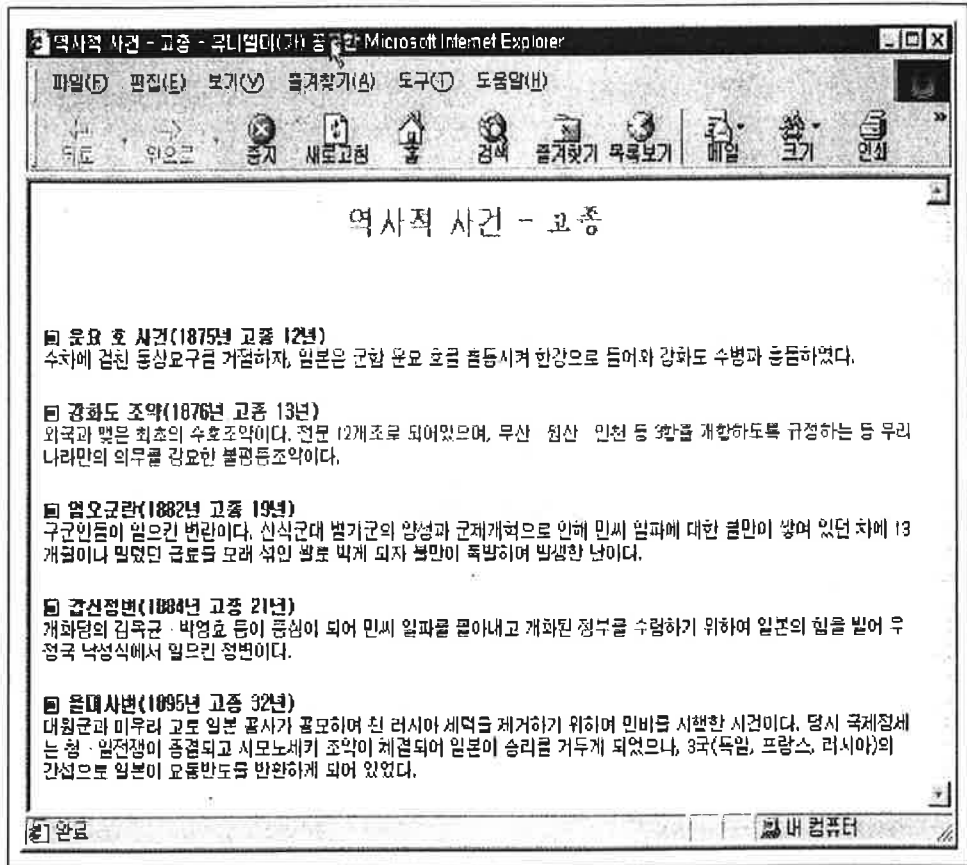 역사적 사건 - 고종 - 유니텔이(가) 공급한 Microsoft Internet Explorer
파일(F) 편집(E) 보기(V) 즐겨찾기(A) 도구(T) 도움말(H)
뒤로 앞으로 중지 새로고침 홈 검색 즐겨찾기 목록보기 메일 크기 인쇄
역사적 사건 - 고종
운요 호 사건(1875년 고종 12년)
수차에 걸친 통상요구를 거절하자, 일본은 군함 운요 호를 출동시켜 한강으로 들어와 강화도 수병과 충돌하였다.
강화도 조약(1876년 고종 13년)
외국과 맺은 최초의 수호조약이다. 전문 12개조로 되어있으며, 부산 원산 인천 등 3항을 개항하도록 규정하는 등 우리
나라만의 의무를 강요한 불평등조약이다.
임오군란(1882년 고종 19년)
구군인들이 일으킨 변란이다. 신식군대 별기군의 양성과 군제개혁으로 인해 민씨 일파에 대한 불만이 쌓여 있던 차에 13
개월이나 밀렸던 급료를 모래 섞인 쌀로 받게 되자 불만이 폭발하여 발생한 난이다.
갑신정변(1884년 고종 21년)
개화당의 김옥균·박영효 등이 중심이 되어 민씨 일파를 몰아내고 개화된 정부를 수립하기 위하여 일본의 힘을 빌어 우
정국 낙성식에서 일으킨 정변이다.
을미사변(1895년 고종 32년)
대원군과 미우라 고로 일본 공사가 공모하여 친 러시아 세력을 제거하기 위하여 민비를 시해한 사건이다. 당시 국제정세
는 청·일전쟁이 종결되고 시모노세키 조약이 체결되어 일본이 승리를 거두게 되었으나, 3국(독일, 프랑스, 러시아)의
간섭으로 일본이 요동반도를 반환하게 되어 있었다.
완료 내 컴퓨터